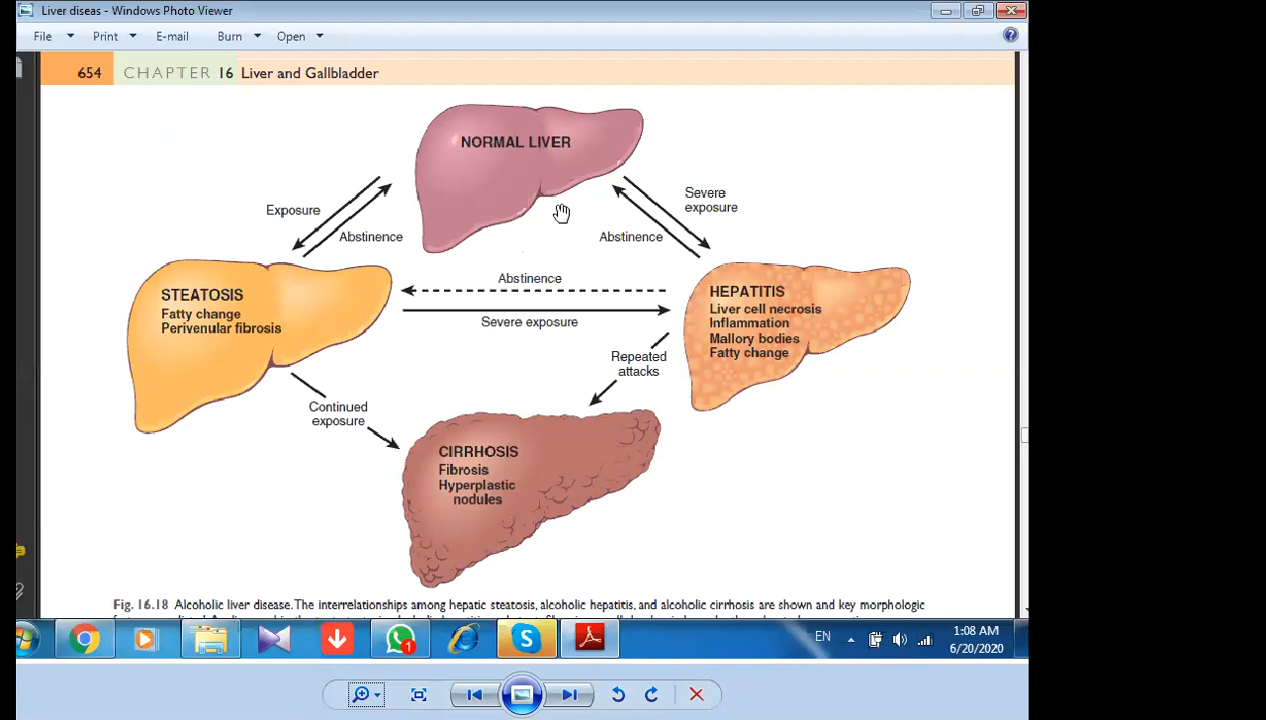 Liver diseas - Windows Photo Viewer
File Print E-mail Burn Open
654 CHAPTER 16 Liver and Gallbladder
NORMAL LIVER
Exposure
Abstinence
Severe
exposure
Abstinence
STEATOSIS
Fatty change
Perivenular fibrosis
Abstinence
Severe exposure
HEPATITIS
Liver cell necrosis
Inflammation
Mallory bodies
Fatty change
Repeated
attacks
Continued
exposure
CIRRHOSIS
Fibrosis
Hyperplastic
nodules
Fig. 16.18 Alcoholic liver disease. The interrelationships among hepatic steatosis, alcoholic hepatitis, and alcoholic cirrhosis are shown and key morphologic
1
EN
1:08 AM
6/20/2020